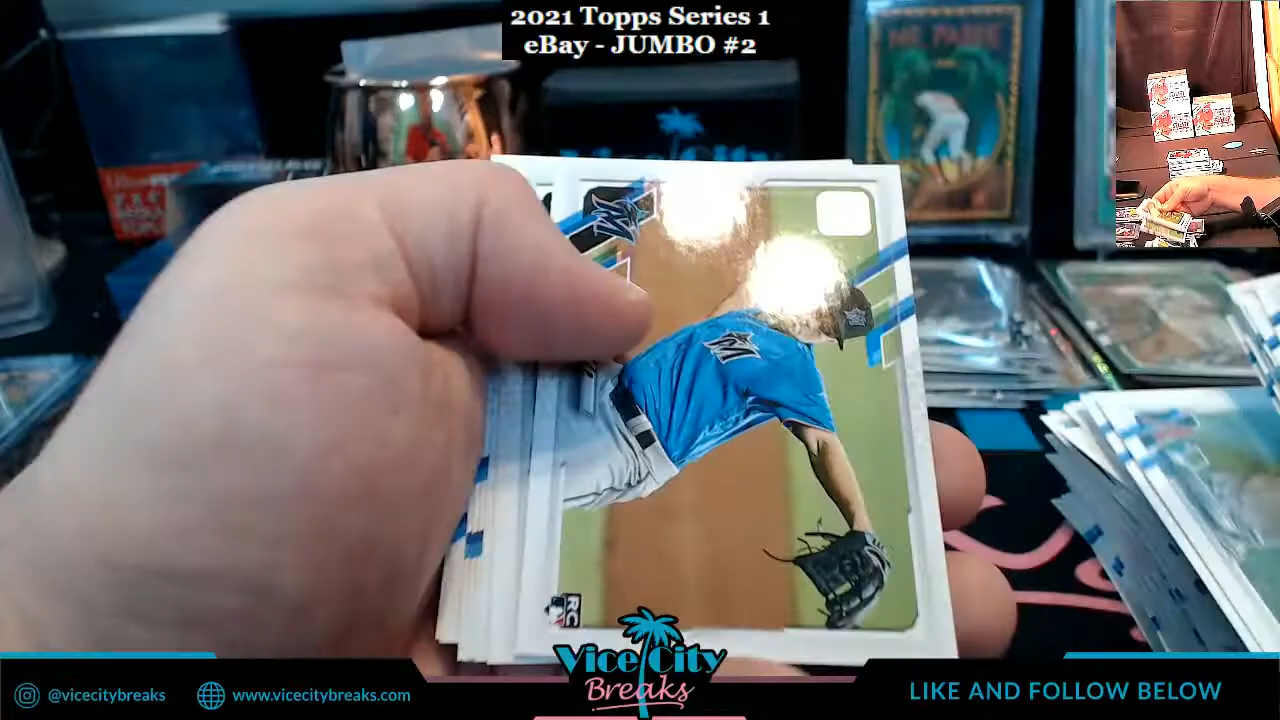 2021 Topps Series 1
eBay - JUMBO #2
RC
Vice City
Breaks
@vicecitybreaks
www.vicecitybreaks.com
LIKE AND FOLLOW BELOW